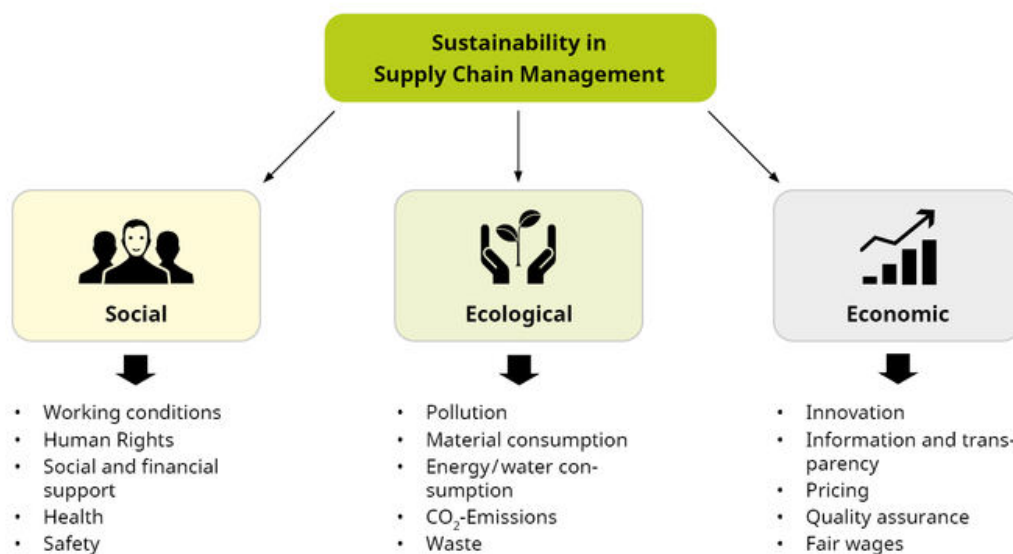 Sustainability in
Supply Chain Management
Social
• Working conditions
• Human Rights
• Social and financial
support
• Health
• Safety
Ecological
• Pollution
• Material consumption
• Energy/water con-
sumption
• CO₂-Emissions
• Waste
Economic
• Innovation
• Information and trans-
parency
• Pricing
• Quality assurance
• Fair wages